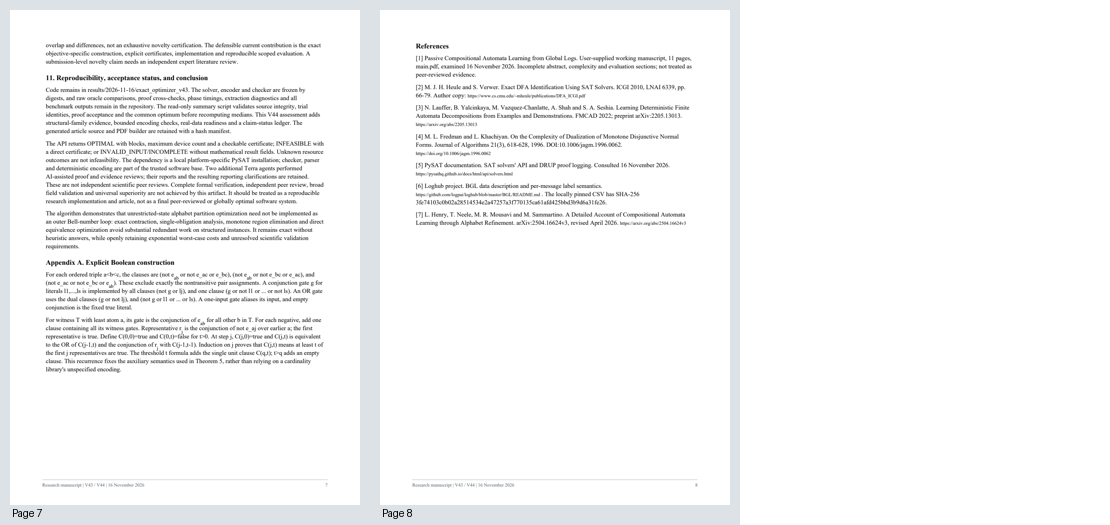 overlap and differences, not an exhaustive novelty certification. The defensible current contribution is the exact
objective-specific construction, explicit certificates, implementation and reproducible scoped evaluation. A
submission-level novelty claim needs an independent expert literature review.
11. Reproducibility, acceptance status, and conclusion
Code remains in results/2026-11-16/exact_optimizer_v43. The solver, encoder and checker are frozen by
digests, and raw oracle comparisons, proof cross-checks, phase timings, extraction diagnostics and all
benchmark outputs remain in the repository. The read-only summary script validates source integrity, trial
identities, proof acceptance and the common optimum before recomputing medians. This V44 assessment adds
structural-family evidence, bounded encoding checks, real-data readiness and a claim-status ledger. The
generated article source and PDF builder are retained with a hash manifest.
The API returns OPTIMAL with blocks, maximum device count and a checkable certificate; INFEASIBLE with
a direct certificate; or INVALID_INPUT/INCOMPLETE without mathematical result fields. Unknown resource
outcomes are not infeasibility. The dependency is a local platform-specific PySAT installation; checker, parser
and deterministic encoding are part of the trusted software base. Two additional Terra agents performed
AI-assisted proof and evidence reviews; their reports and the resulting reporting clarifications are retained.
These are not independent scientific peer reviews. Complete formal verification, independent peer review, broad
field validation and universal superiority are not achieved by this artifact. It should be treated as a reproducible
research implementation and article, not as a final peer-reviewed or globally optimal software system.
The algorithm demonstrates that unrestricted-state alphabet partition optimization need not be implemented as
an outer Bell-number loop: exact contraction, single-obligation analysis, monotone region elimination and direct
equivalence optimization avoid substantial redundant work on structured instances. It remains exact without
heuristic answers, while openly retaining exponential worst-case costs and unresolved scientific validation
requirements.
Appendix A. Explicit Boolean construction
For each ordered triple a<b<c, the clauses are (not e_ab or not e_ac or e_bc), (not e_ab or not e_bc or e_ac), and
(not e_ac or not e_bc or e_ab). These exclude exactly the nontransitive pair assignments. A conjunction gate g for
literals l1,...,ls is implemented by all clauses (not g or lj), and one clause (g or not l1 or ... or not ls). An OR gate
uses the dual clauses (g or not lj), and (not g or l1 or ... or ls). A one-input gate aliases its input, and empty
conjunction is the fixed true literal.
For witness T with least atom a, its gate is the conjunction of e_ab for all other b in T. For each negative, add one
clause containing all its witness gates. Representative r_j is the conjunction of not e_aj over earlier a; the first
representative is true. Define C(0,0)=true and C(0,t)=false for t>0. At step j, C(j,0)=true and C(j,t) is equivalent
to the OR of C(j-1,t) and the conjunction of r_j with C(j-1,t-1). Induction on j proves that C(j,t) means at least t of
the first j representatives are true. The threshold t formula adds the single unit clause C(q,t); t>q adds an empty
clause. This recurrence fixes the auxiliary semantics used in Theorem 5, rather than relying on a cardinality
library's unspecified encoding.
Research manuscript | V43 / V44 | 16 November 2026 7
Page 7
References
[1] Passive Compositional Automata Learning from Global Logs. User-supplied working manuscript, 11 pages,
main.pdf, examined 16 November 2026. Incomplete abstract, complexity and evaluation sections; not treated as
peer-reviewed evidence.
[2] M. J. H. Heule and S. Verwer. Exact DFA Identification Using SAT Solvers. ICGI 2010, LNAI 6339, pp.
66-79. Author copy: https://www.cs.cmu.edu/~mheule/publications/DFA_ICGI.pdf
[3] N. Lauffer, B. Yalcinkaya, M. Vazquez-Chanlatte, A. Shah and S. A. Seshia. Learning Deterministic Finite
Automata Decompositions from Examples and Demonstrations. FMCAD 2022; preprint arXiv:2205.13013.
https://arxiv.org/abs/2205.13013
[4] M. L. Fredman and L. Khachiyan. On the Complexity of Dualization of Monotone Disjunctive Normal
Forms. Journal of Algorithms 21(3), 618-628, 1996. DOI:10.1006/jagm.1996.0062.
https://doi.org/10.1006/jagm.1996.0062
[5] PySAT documentation. SAT solvers' API and DRUP proof logging. Consulted 16 November 2026.
https://pysathq.github.io/docs/html/api/solvers.html
[6] Loghub project. BGL data description and per-message label semantics.
https://github.com/logpai/loghub/blob/master/BGL/README.md . The locally pinned CSV has SHA-256
[7] L. Henry, T. Neele, M. R. Mousavi and M. Sammartino. A Detailed Account of Compositional Automata
Learning through Alphabet Refinement. arXiv:2504.16624v3, revised April 2026. https://arxiv.org/abs/2504.16624v3
Research manuscript | V43 / V44 | 16 November 2026 8
Page 8